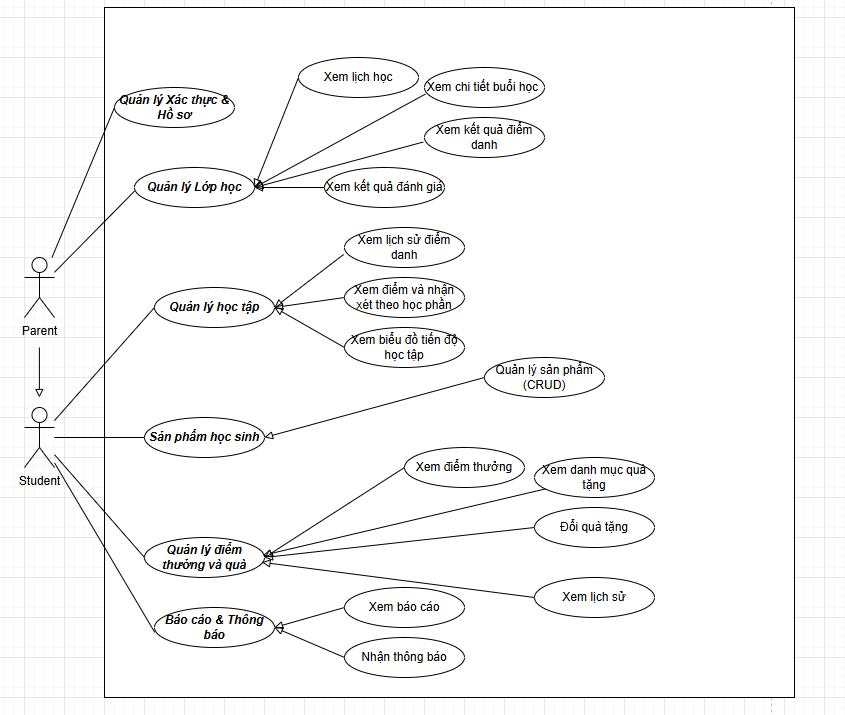 Xem lịch học
Xem chi tiết buổi học
Quản lý Xác thực &
Hồ sơ
Xem kết quả điểm
danh
Quản lý Lớp học
Xem kết quả đánh giá
Xem lịch sử điểm
danh
Xem điểm và nhận
xét theo học phần
Quản lý học tập
Parent
Xem biểu đồ tiến độ
học tập
Quản lý sản phẩm
(CRUD)
Sản phẩm học sinh
Student
Xem điểm thưởng
Xem danh mục quà
tặng
Đổi quà tặng
Quản lý điểm
thưởng và quà
Xem lịch sử
Xem báo cáo
Báo cáo & Thông
báo
Nhận thông báo